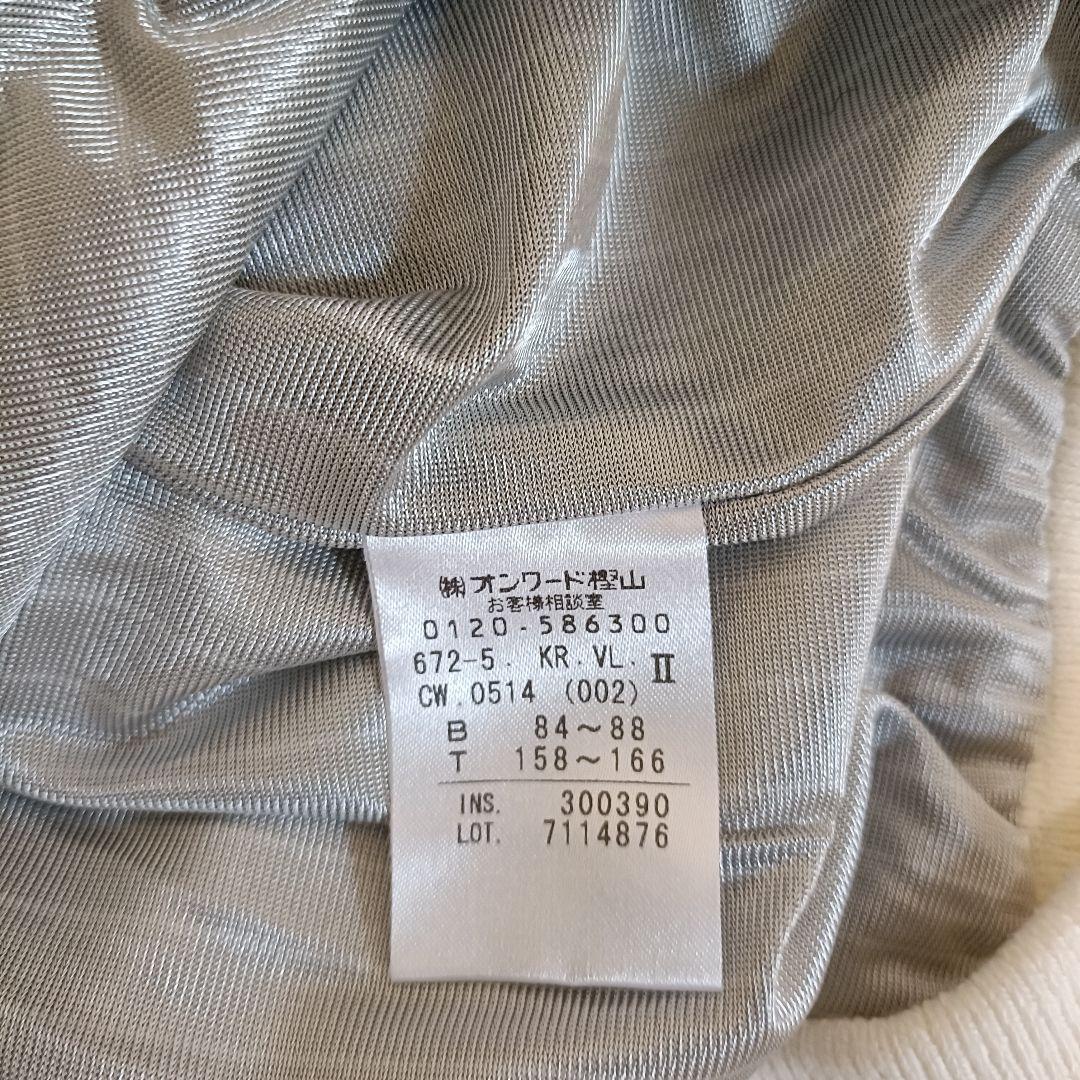 ㈱オンワード樫山
お客様相談室
0120-586300
672-5. KR.VL. Ⅱ
CW.0514 (002)
B 84～88
T 158～166
INS. 300390
LOT. 7114876